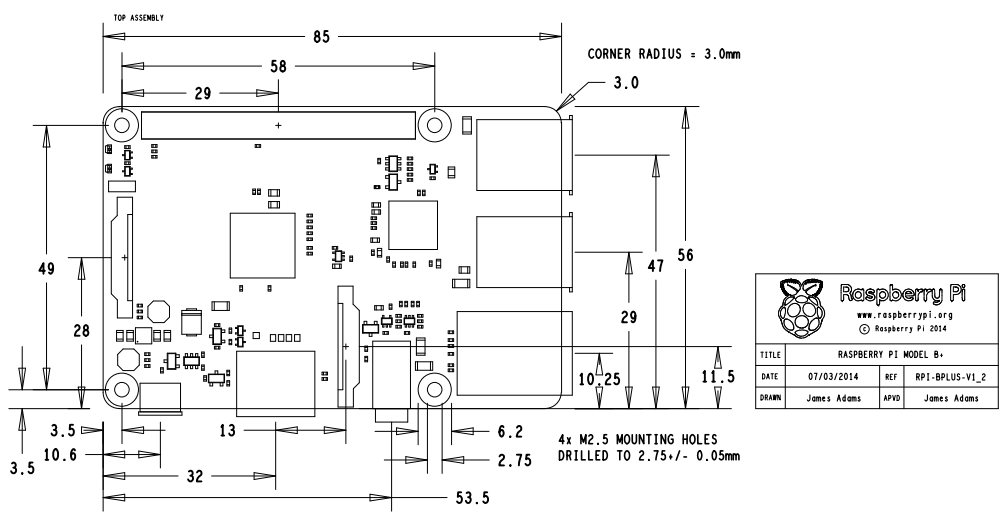 TOP ASSEMBLY
85
58
29
CORNER RADIUS = 3.0mm
3.0
49
28
47
56
29
10.25
11.5
3.5
3.5
10.6
13
32
53.5
6.2
2.75
4x M2.5 MOUNTING HOLES
DRILLED TO 2.75+/- 0.05mm
Raspberry Pi
www.raspberrypi.org
© Raspberry Pi 2014
TITLE RASPBERRY PI MODEL B+
DATE 07/03/2014 REF RPI-BPLUS-V1_2
DRAWN James Adams APVD James Adams